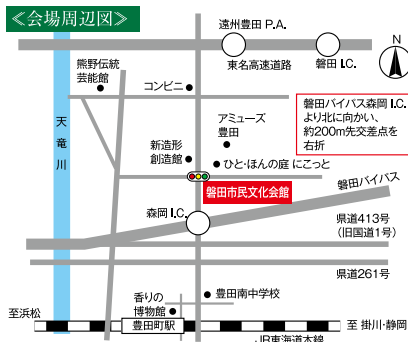 ≪会場周辺図≫
遠州豊田 P.A.
磐田 I.C.
東名高速道路
N
熊野伝統
芸能館
コンビニ
磐田バイパス森岡 I.C.
より北に向かい、
約200m先交差点を
右折
アミューズ
豊田
天竜川
新造形
創造館
ひと・ほんの庭 にこっと
磐田市民文化会館
磐田バイパス
森岡 I.C.
県道413号
(旧国道1号)
県道261号
香りの
博物館
豊田南中学校
至浜松
豊田町駅
至 掛川・静岡
JR東海道本線